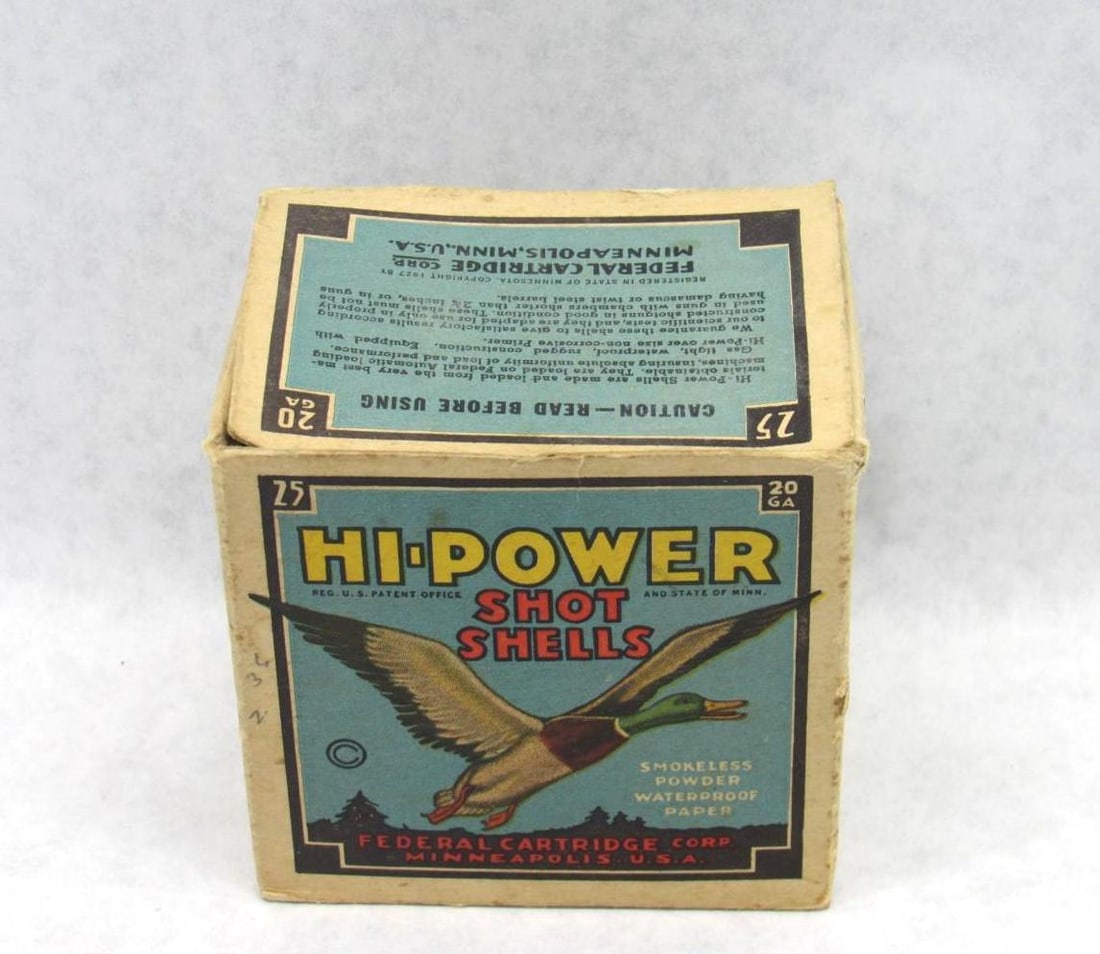 CAUTION—READ BEFORE USING
Hi-Power Shells are made and loaded from the very best ma-
terials obtainable. They are loaded on Federal Automatic loading
machines, insuring absolute uniformity of load and performance.
Gas tight, waterproof, rugged construction. Equipped with
Hi-Power over size non-corrosive Primer.
We guarantee these shells to give satisfactory results according
to our scientific tests, and they are adapted for use only in properly
constructed shotguns in good condition. These shells must not be
used in guns with chambers shorter than 2¾ inches, or in guns
having damascus or twist steel barrels.
REGISTERED IN STATE OF MINNESOTA. COPYRIGHT 1927 BY
FEDERAL CARTRIDGE CORP.
MINNEAPOLIS, MINN., U.S.A.
25
20
GA
25
20
GA
HI-POWER
REG. U. S. PATENT OFFICE AND STATE OF MINN.
SHOT
SHELLS
©
SMOKELESS
POWDER
WATERPROOF
PAPER
FEDERAL CARTRIDGE CORP.
MINNEAPOLIS U.S.A.